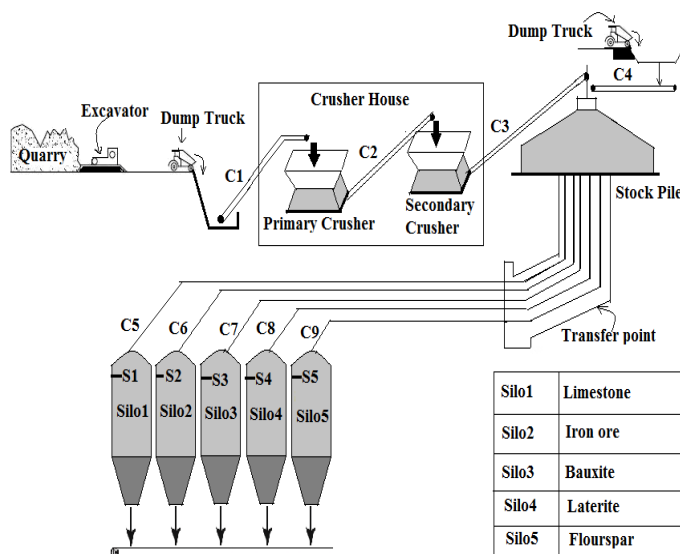 Dump Truck
C4
Crusher House
Excavator
Dump Truck
C3
C2
Quarry
C1
Stock Pile
Primary Crusher
Secondary
Crusher
Transfer point
C5
C6
C7
C8
C9
S1
S2
S3
S4
S5
Silo1
Silo2
Silo3
Silo4
Silo5
Silo1 Limestone
Silo2 Iron ore
Silo3 Bauxite
Silo4 Laterite
Silo5 Flourspar